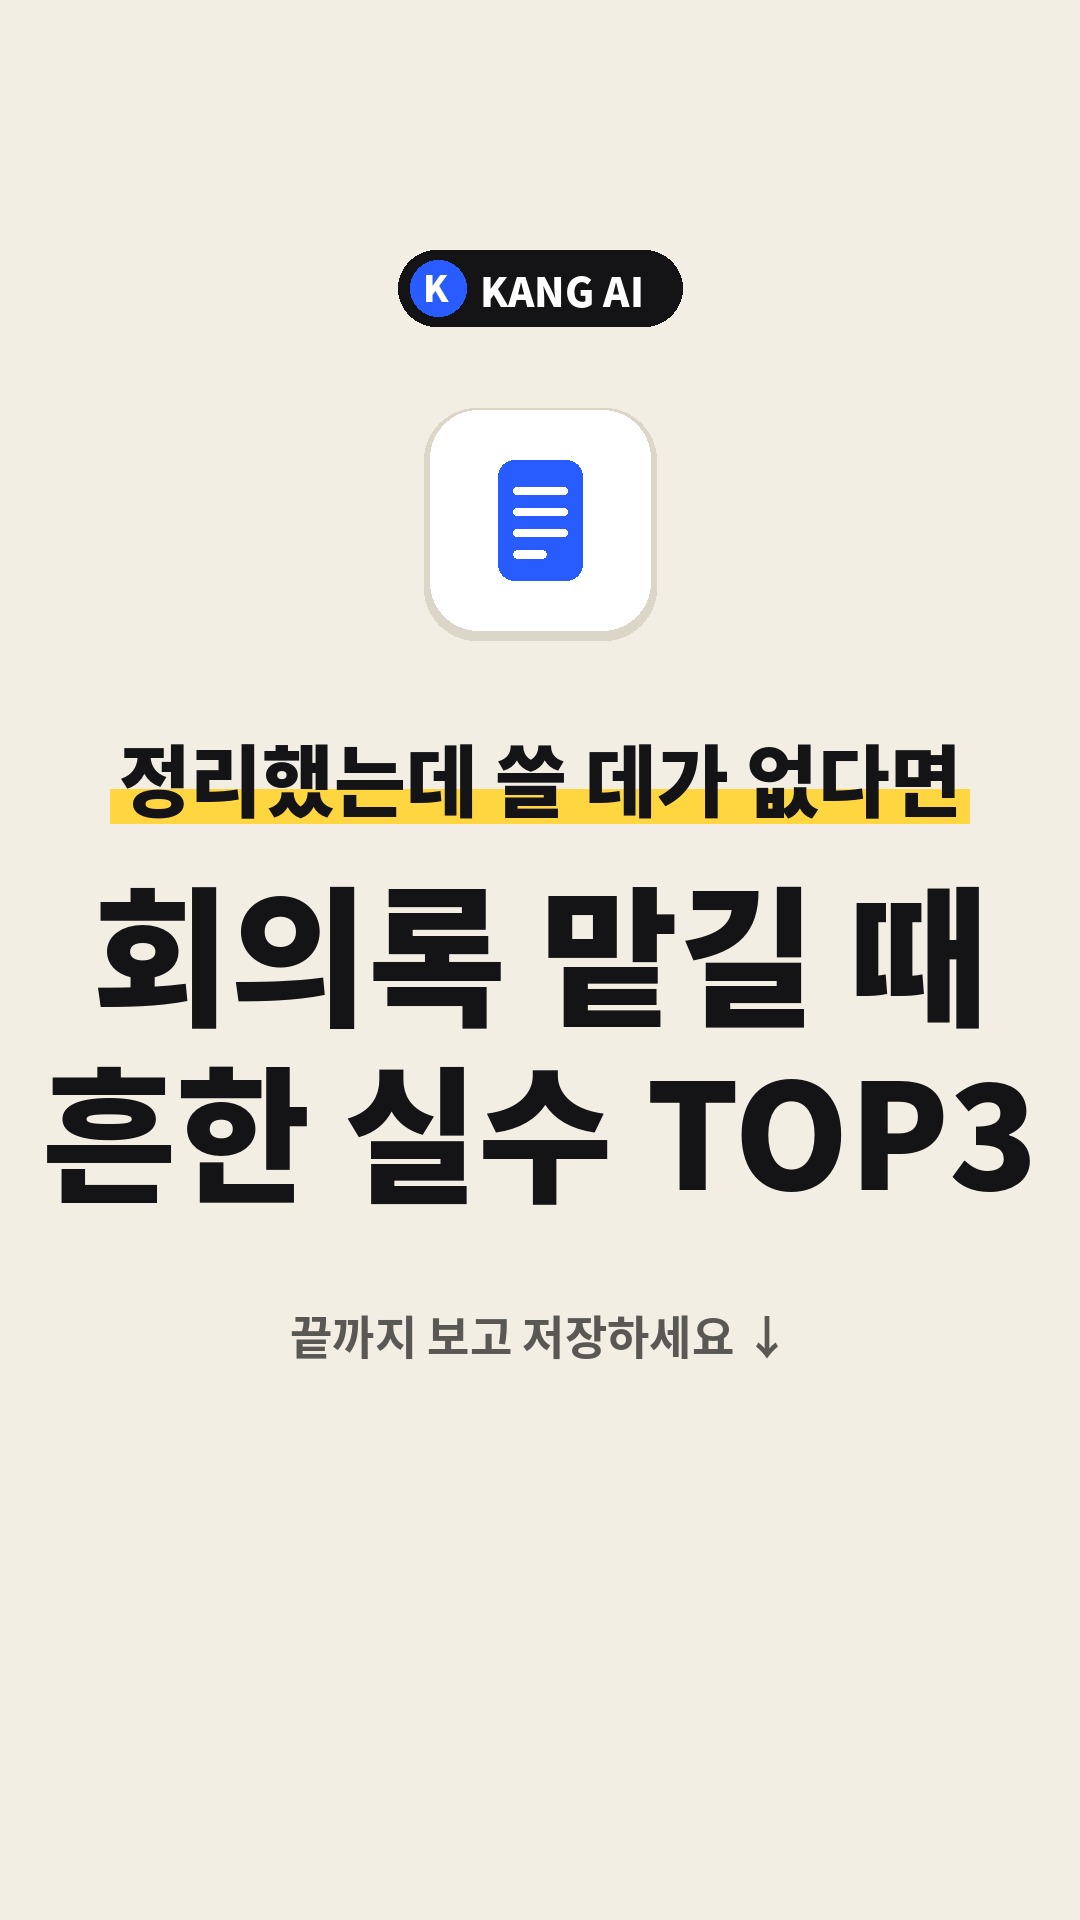 K KANG AI
정리했는데 쓸 데가 없다면
회의록 맡길 때
흔한 실수 TOP3
끝까지 보고 저장하세요 ↓